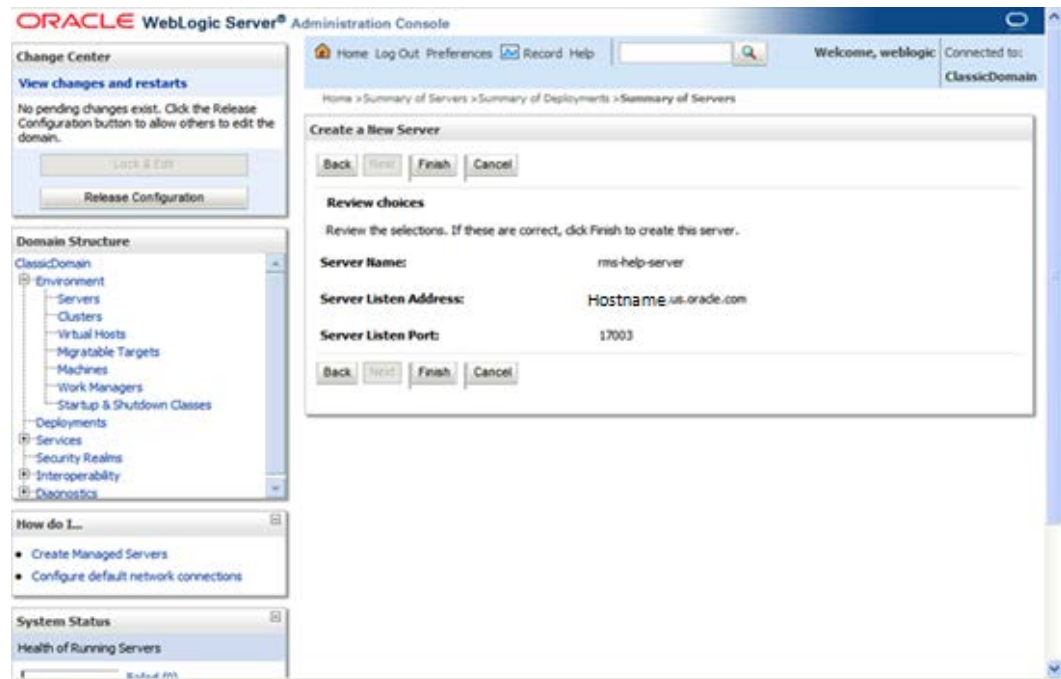 ORACLE WebLogic Server® Administration Console
Change Center
View changes and restarts
No pending changes exist. Click the Release
Configuration button to allow others to edit the
domain.
Lock & Edit
Release Configuration
Domain Structure
ClassicDomain
Environment
Servers
Clusters
Virtual Hosts
Migratable Targets
Machines
Work Managers
Startup & Shutdown Classes
Deployments
Services
Security Realms
Interoperability
Diagnostics
How do I...
Create Managed Servers
Configure default network connections
System Status
Health of Running Servers
Failed (0)
Home Log Out Preferences Record Help
Welcome, weblogic
Connected to:
ClassicDomain
Home >Summary of Servers >Summary of Deployments >Summary of Servers
Create a New Server
Back Next Finish Cancel
Review choices
Review the selections. If these are correct, click Finish to create this server.
Server Name: rms-help-server
Server Listen Address: Hostname.us.oracle.com
Server Listen Port: 17003
Back Next Finish Cancel